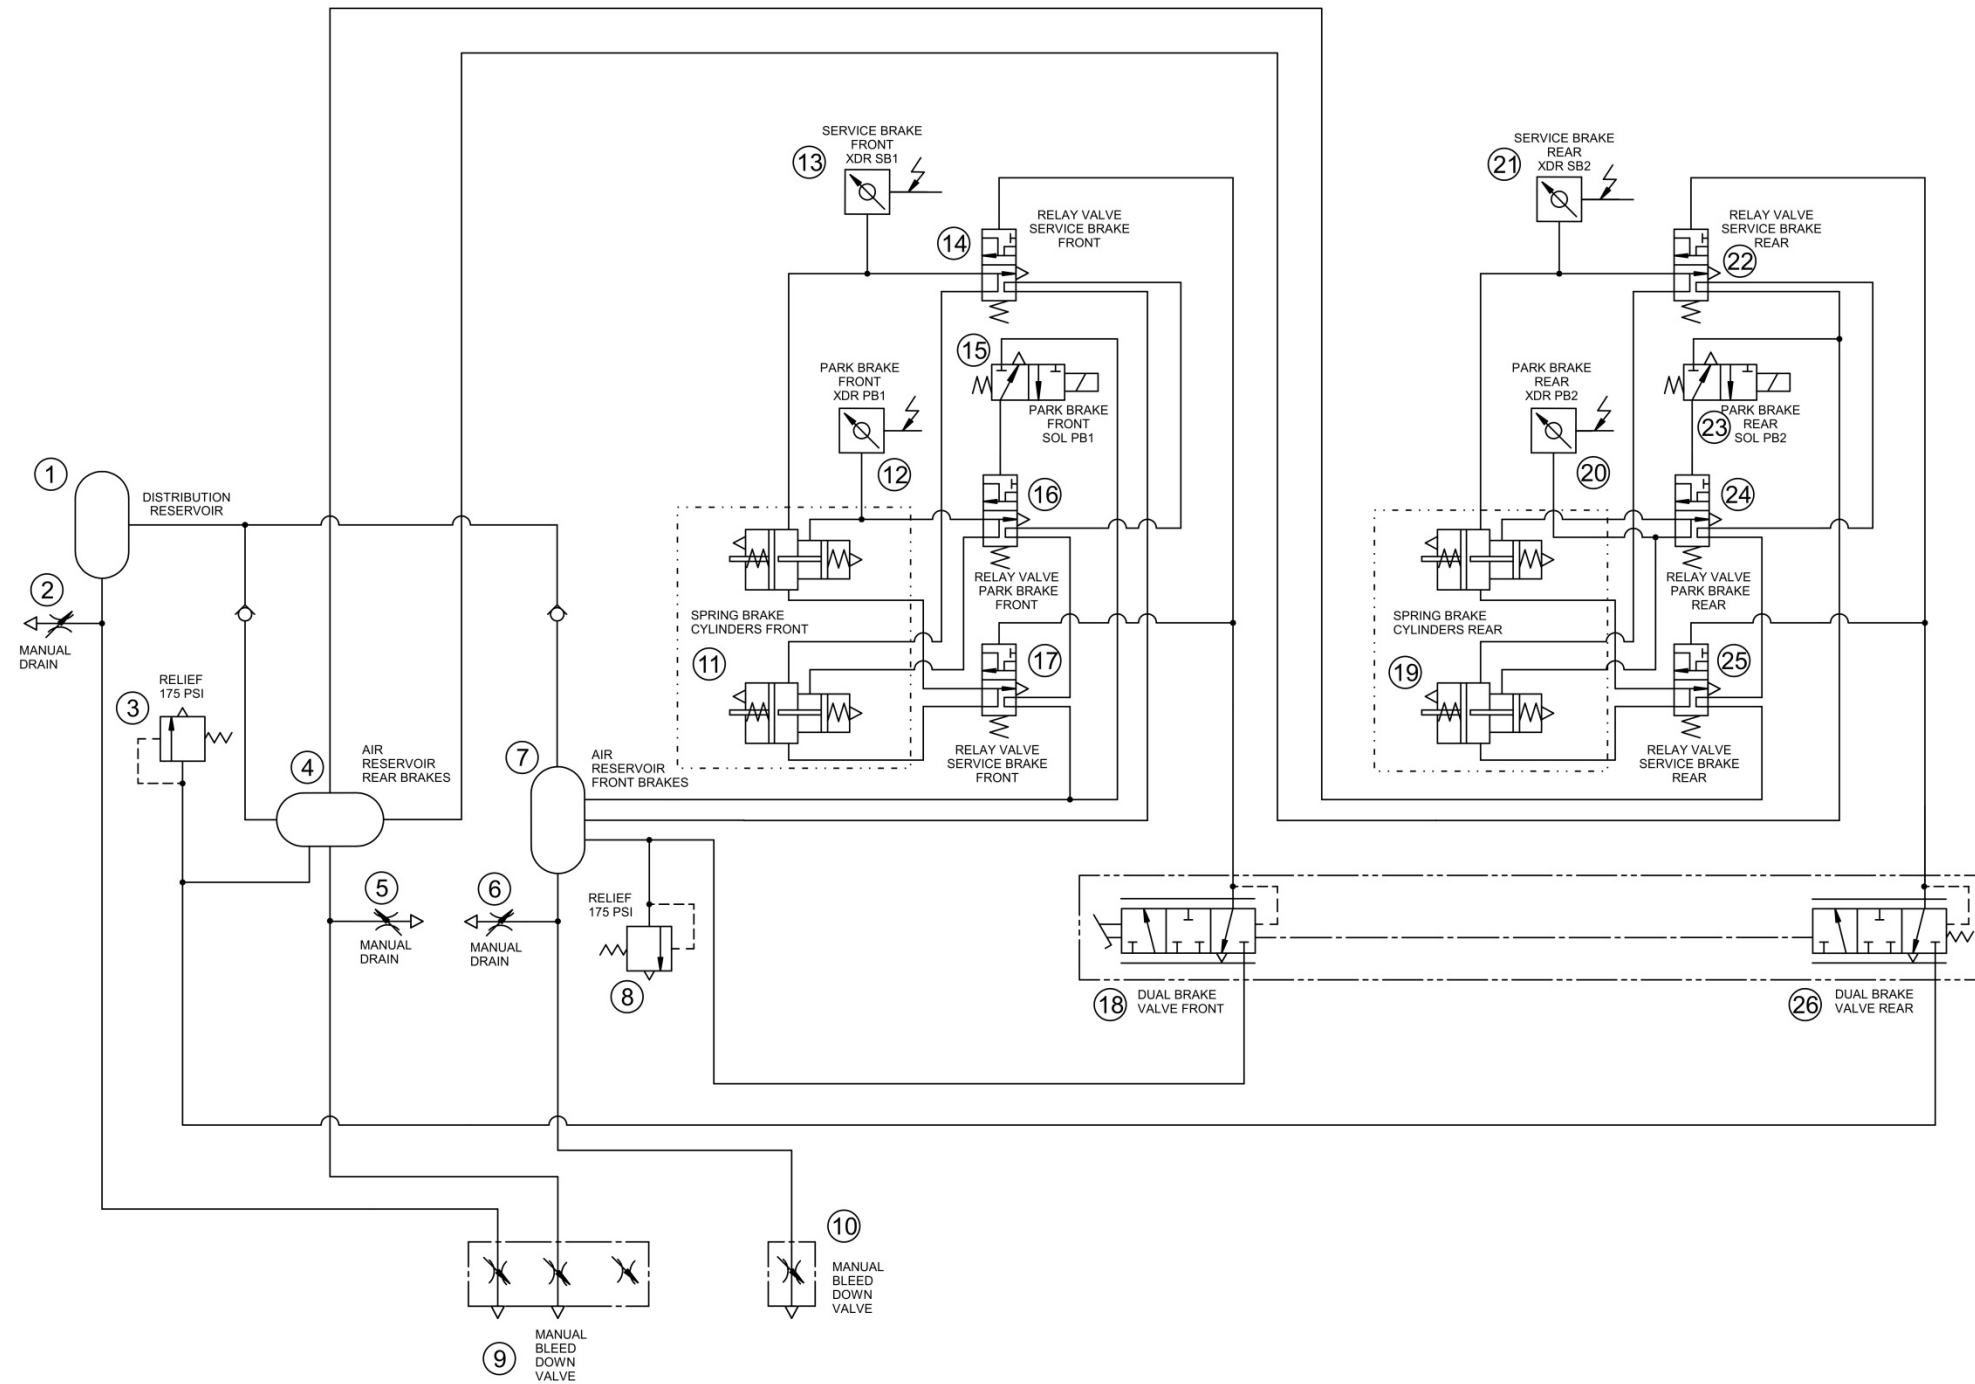 13
SERVICE BRAKE
FRONT
XDR SB1
14
RELAY VALVE
SERVICE BRAKE
FRONT
21
SERVICE BRAKE
REAR
XDR SB2
RELAY VALVE
SERVICE BRAKE
REAR
22
15
PARK BRAKE
FRONT
XDR PB1
12
PARK BRAKE
FRONT
SOL PB1
16
PARK BRAKE
REAR
XDR PB2
20
23
PARK BRAKE
REAR
SOL PB2
24
1
DISTRIBUTION
RESERVOIR
2
MANUAL
DRAIN
3
RELIEF
175 PSI
4
AIR
RESERVOIR
REAR BRAKES
5
MANUAL
DRAIN
6
MANUAL
DRAIN
7
AIR
RESERVOIR
FRONT BRAKES
RELIEF
175 PSI
8
SPRING BRAKE
CYLINDERS FRONT
11
RELAY VALVE
PARK BRAKE
FRONT
17
RELAY VALVE
SERVICE BRAKE
FRONT
SPRING BRAKE
CYLINDERS REAR
19
RELAY VALVE
PARK BRAKE
REAR
25
RELAY VALVE
SERVICE BRAKE
REAR
18
DUAL BRAKE
VALVE FRONT
26
DUAL BRAKE
VALVE REAR
10
MANUAL
BLEED
DOWN
VALVE
9
MANUAL
BLEED
DOWN
VALVE